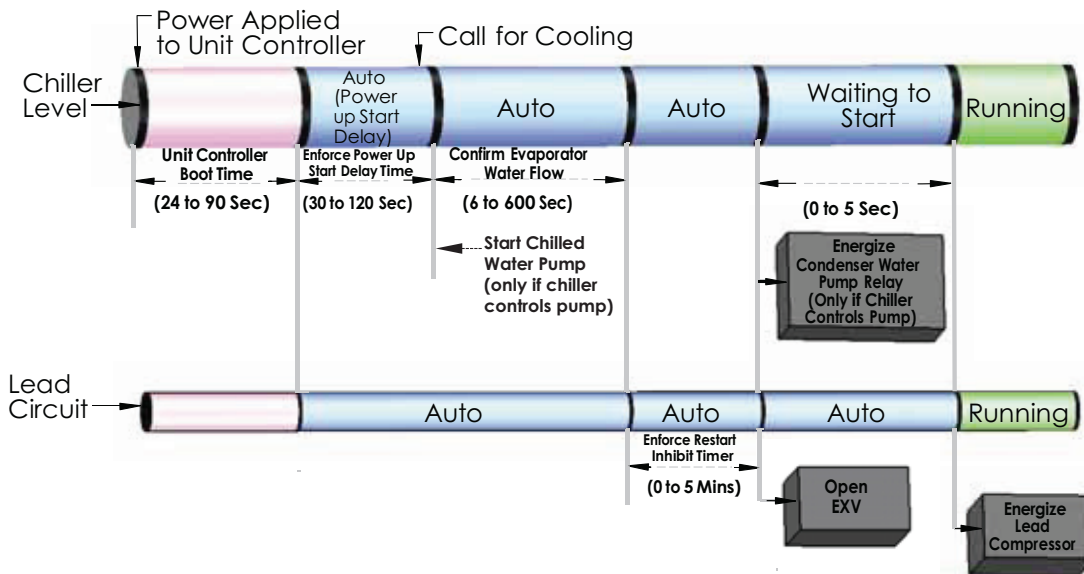 Power Applied
to Unit Controller
Call for Cooling
Chiller
Level
Auto
(Power
up Start
Delay)
Auto
Auto
Waiting to
Start
Running
Unit Controller
Boot Time
(24 to 90 Sec)
Enforce Power Up
Start Delay Time
(30 to 120 Sec)
Confirm Evaporator
Water Flow
(6 to 600 Sec)
(0 to 5 Sec)
Start Chilled
Water Pump
(only if chiller
controls pump)
Energize
Condenser Water
Pump Relay
(Only if Chiller
Controls Pump)
Lead
Circuit
Auto
Auto
Auto
Running
Enforce Restart
Inhibit Timer
(0 to 5 Mins)
Open
EXV
Energize
Lead
Compressor